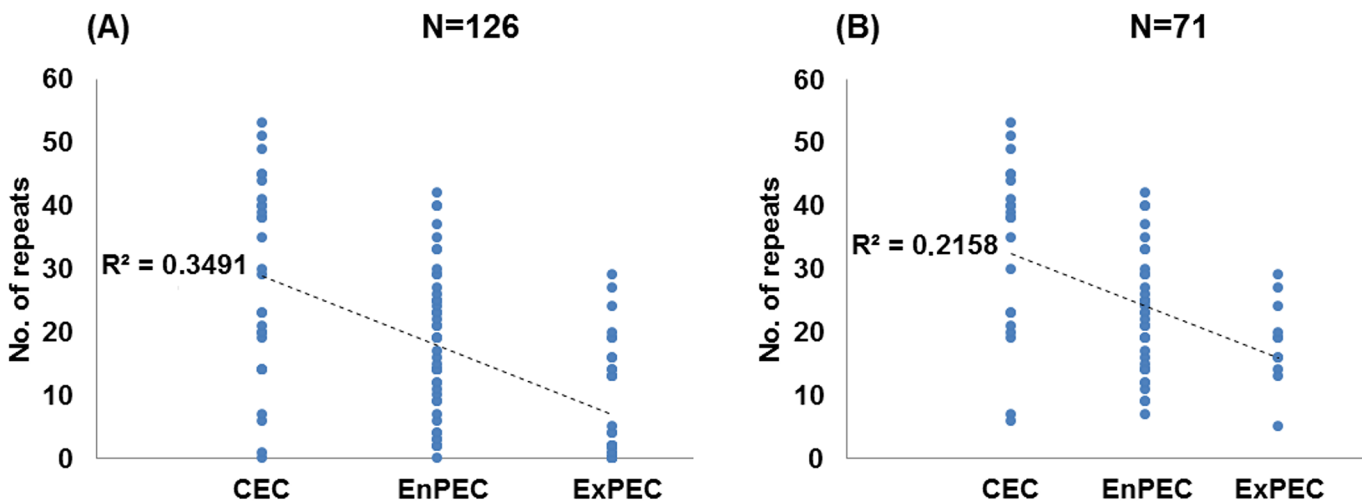 (A) N=126
No. of repeats
60
50
40
30
20
10
0
R² = 0.3491
CEC EnPEC ExPEC
(B) N=71
No. of repeats
60
50
40
30
20
10
0
R² = 0.2158
CEC EnPEC ExPEC